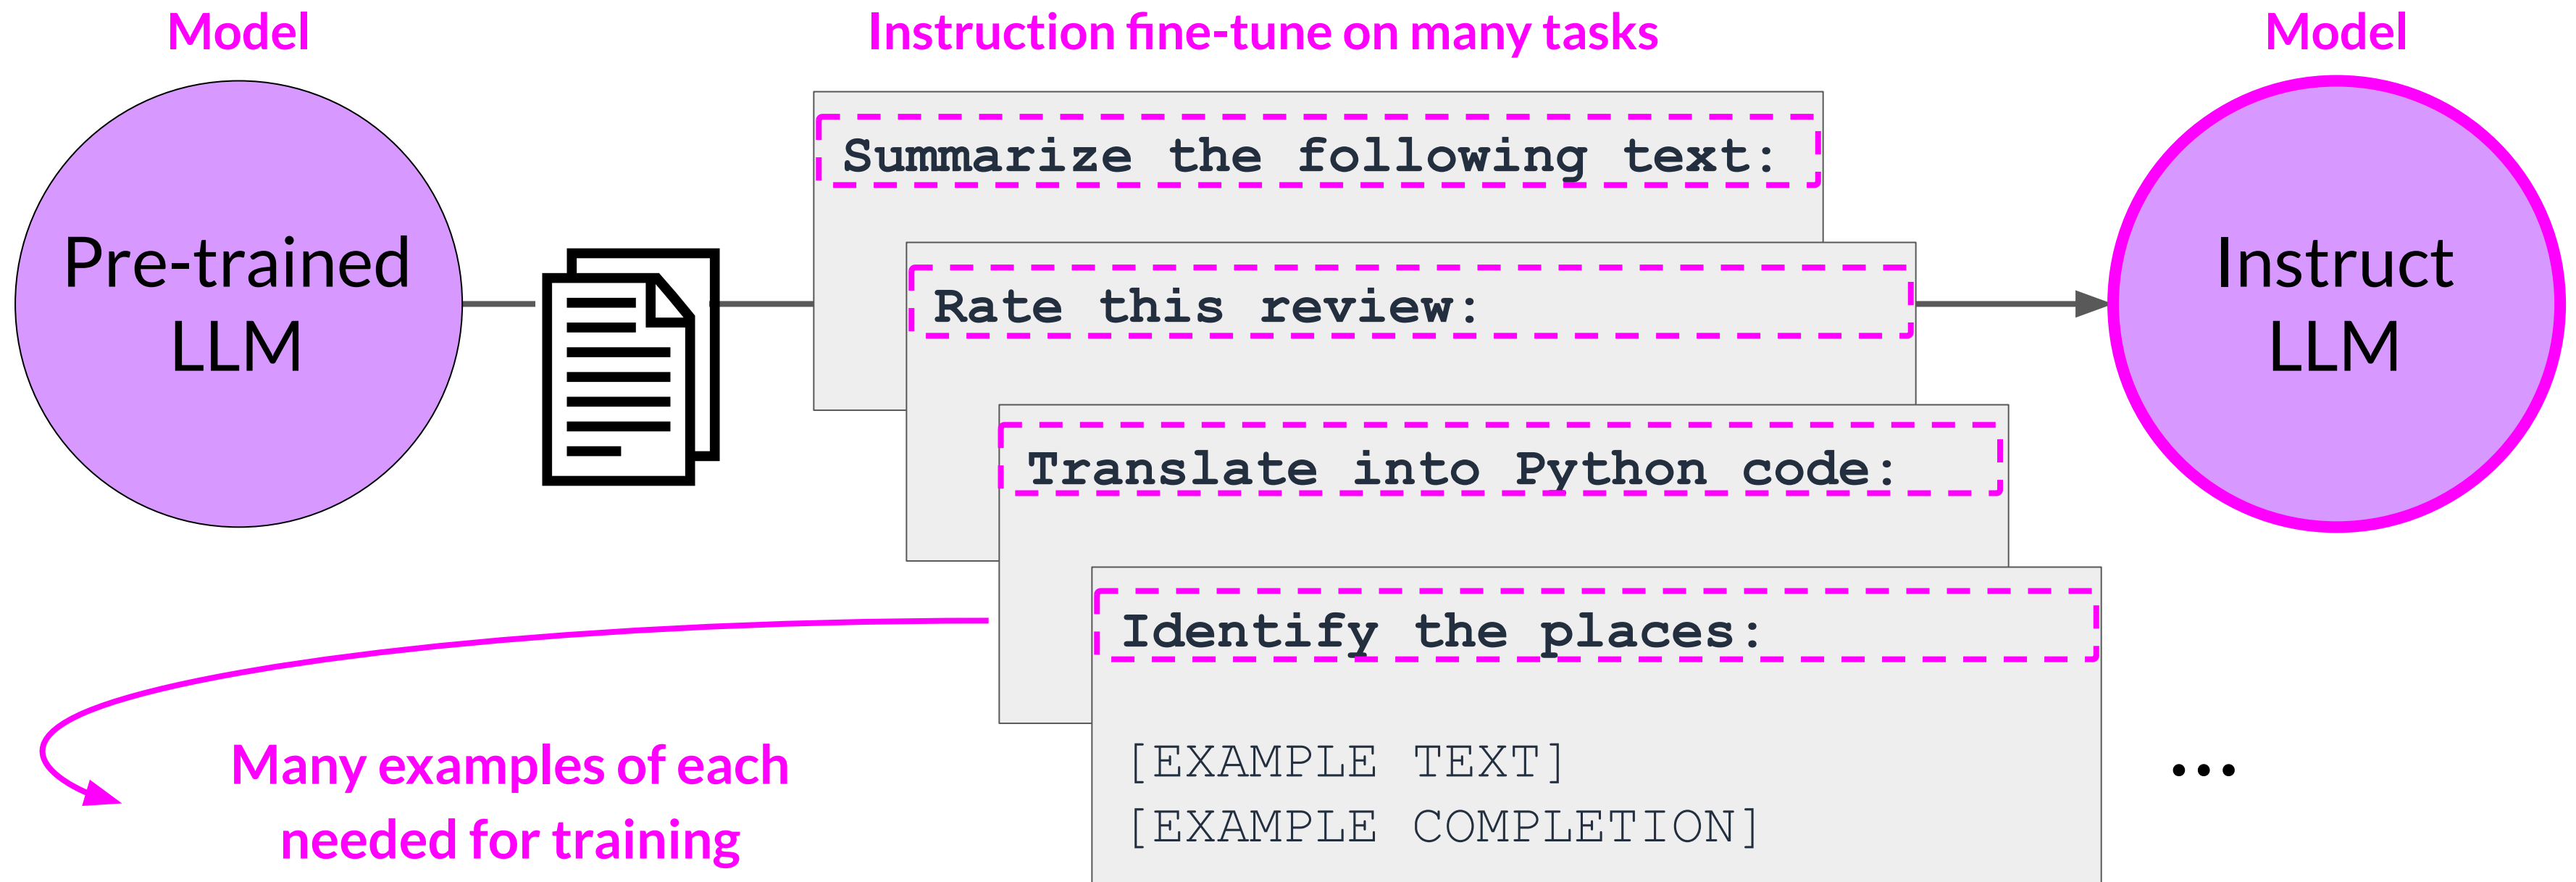 Model
Instruction fine-tune on many tasks
Model
Pre-trained
LLM
Summarize the following text:
Rate this review:
Translate into Python code:
Identify the places:
[EXAMPLE TEXT]
[EXAMPLE COMPLETION]
...
Instruct
LLM
Many examples of each
needed for training